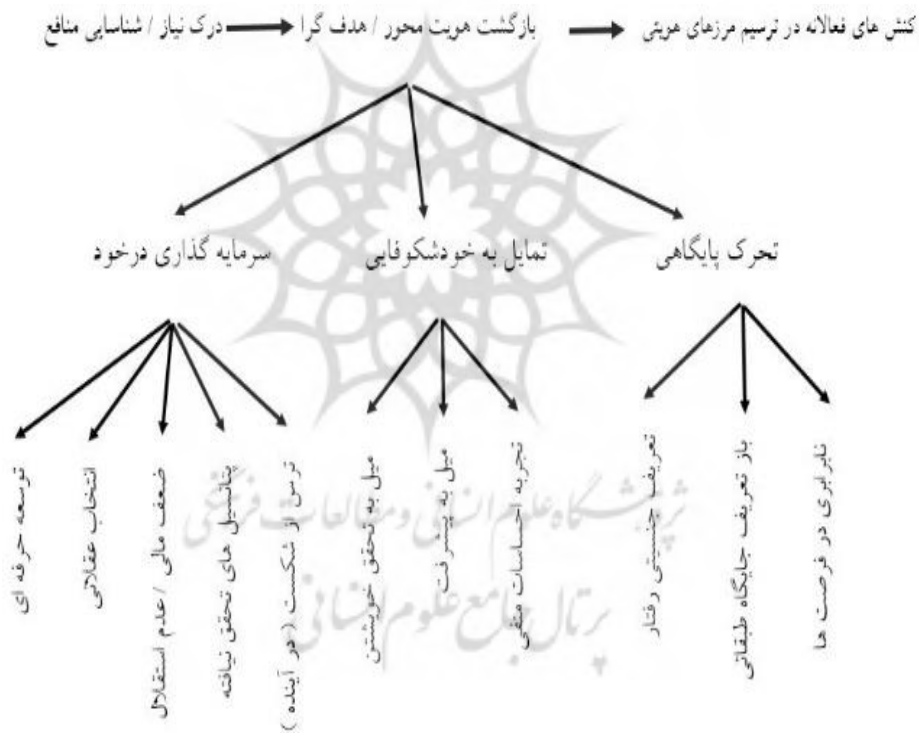 کنش های فعالانه در ترسیم مرزهای هویتی
بازگشت هویت محور / هدف گرا
درک نیاز / شناسایی منافع
تحرک پایگاهی
تمایل به خودشکوفایی
سرمایه گذاری درخود
نابرابری در فرصت ها
باز تعریف جایگاه طبقاتی
تعریف جنسیتی رفتار
تجربه احساسات منفی
میل به پیشرفت
میل به تحقق خویشتن
ترس از شکست ( در آینده )
پتانسیل های تحقق نیافته
ضعف مالی / عدم استقلال
انتخاب عقلانی
توسعه حرفه ای
پژوهشگاه علوم انسانی و مطالعات فرهنگی
پرتال جامع علوم انسانی